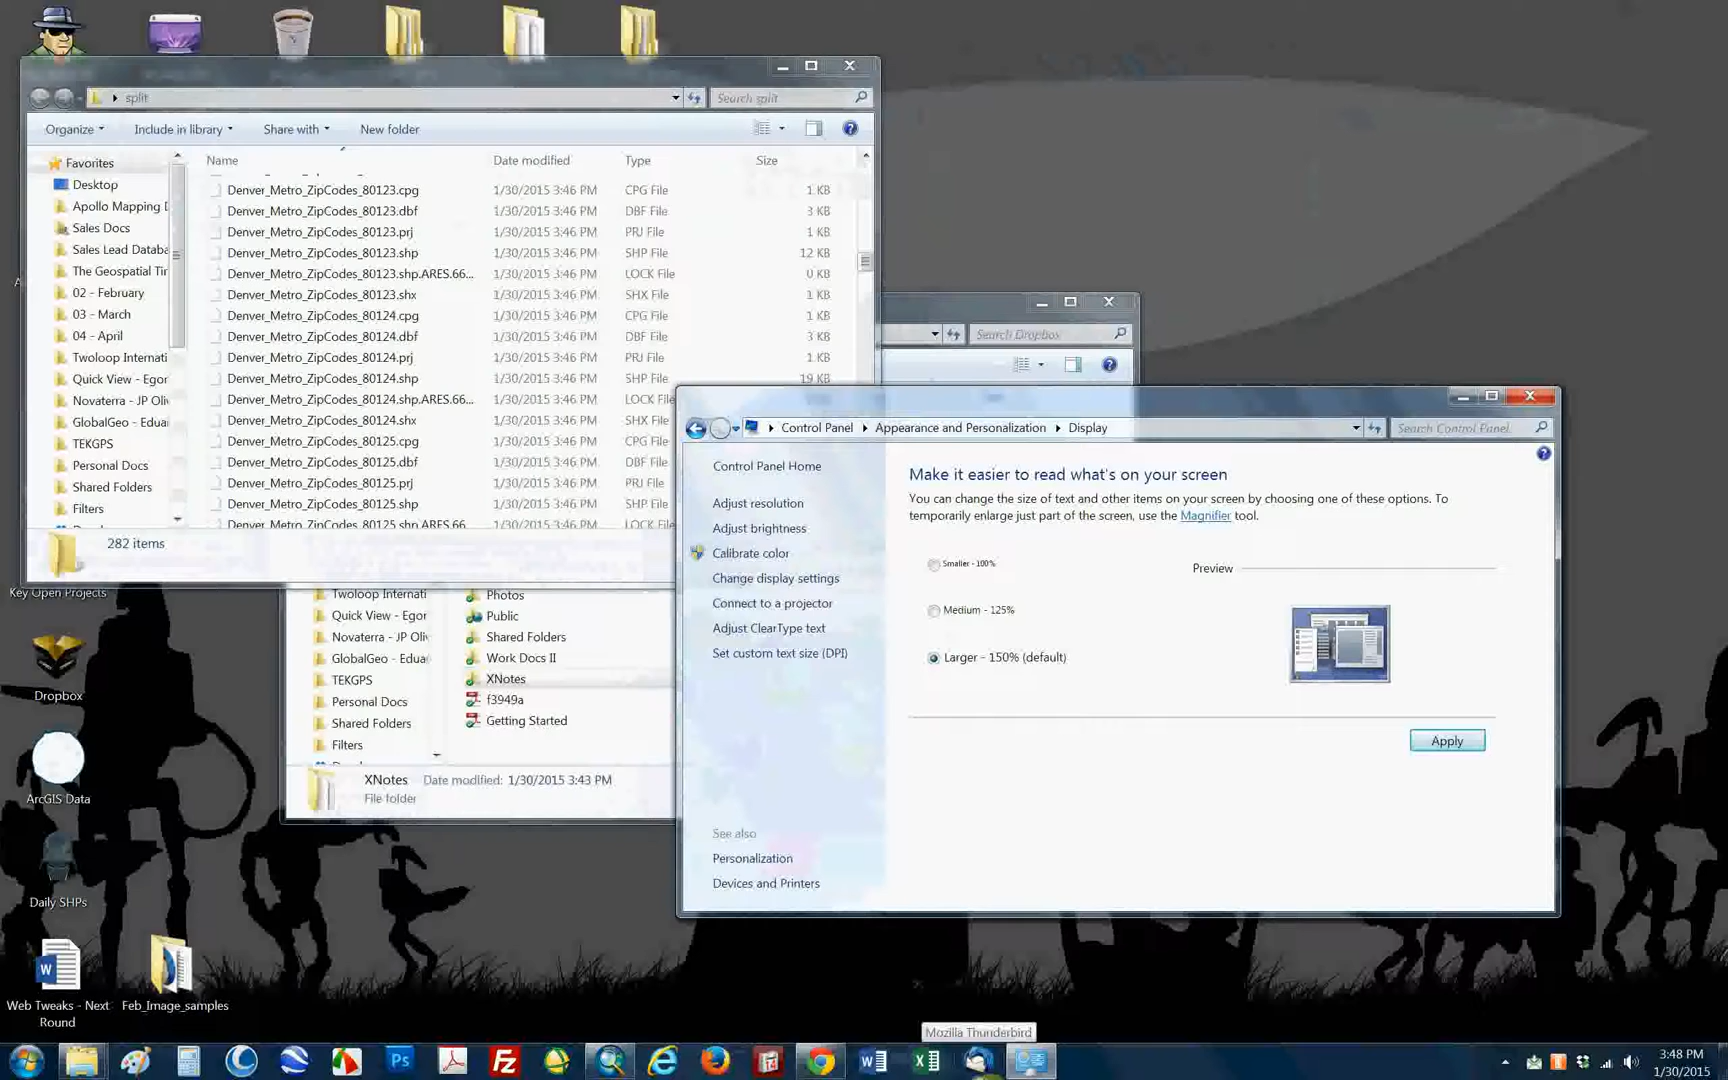 split
Search split
Organize
Include in library
Share with
New folder
Name
Date modified
Type
Size
Favorites
Desktop
Apollo Mapping D
Sales Docs
Sales Lead Databa
The Geospatial Tir
02 - February
03 - March
04 - April
Twoloop Internati
Quick View - Egor
Novaterra - JP Oliv
GlobalGeo - Eduar
TEKGPS
Personal Docs
Shared Folders
Filters
Denver_Metro_ZipCodes_80123.cpg 1/30/2015 3:46 PM CPG File 1 KB
Denver_Metro_ZipCodes_80123.dbf 1/30/2015 3:46 PM DBF File 3 KB
Denver_Metro_ZipCodes_80123.prj 1/30/2015 3:46 PM PRJ File 1 KB
Denver_Metro_ZipCodes_80123.shp 1/30/2015 3:46 PM SHP File 12 KB
Denver_Metro_ZipCodes_80123.shp.ARES.66... 1/30/2015 3:46 PM LOCK File 0 KB
Denver_Metro_ZipCodes_80123.shx 1/30/2015 3:46 PM SHX File 1 KB
Denver_Metro_ZipCodes_80124.cpg 1/30/2015 3:46 PM CPG File 1 KB
Denver_Metro_ZipCodes_80124.dbf 1/30/2015 3:46 PM DBF File 3 KB
Denver_Metro_ZipCodes_80124.prj 1/30/2015 3:46 PM PRJ File 1 KB
Denver_Metro_ZipCodes_80124.shp 1/30/2015 3:46 PM SHP File 19 KB
Denver_Metro_ZipCodes_80124.shp.ARES.66... 1/30/2015 3:46 PM LOCK
Denver_Metro_ZipCodes_80124.shx 1/30/2015 3:46 PM SHX File
Denver_Metro_ZipCodes_80125.cpg 1/30/2015 3:46 PM CPG File
Denver_Metro_ZipCodes_80125.dbf 1/30/2015 3:46 PM DBF File
Denver_Metro_ZipCodes_80125.prj 1/30/2015 3:46 PM PRJ File
Denver_Metro_ZipCodes_80125.shp 1/30/2015 3:46 PM SHP File
Denver_Metro_ZipCodes_80125.shp.ARES.66 1/30/2015 3:46 PM LOCK
282 items
Search Dropbox
Twoloop Internati
Quick View - Egor
Novaterra - JP Oliv
GlobalGeo - Eduar
TEKGPS
Personal Docs
Shared Folders
Filters
Photos
Public
Shared Folders
Work Docs II
XNotes
f3949a
Getting Started
XNotes Date modified: 1/30/2015 3:43 PM
File folder
Control Panel
Appearance and Personalization
Display
Search Control Panel
Control Panel Home
Adjust resolution
Adjust brightness
Calibrate color
Change display settings
Connect to a projector
Adjust ClearType text
Set custom text size (DPI)
See also
Personalization
Devices and Printers
Make it easier to read what's on your screen
You can change the size of text and other items on your screen by choosing one of these options. To
temporarily enlarge just part of the screen, use the Magnifier tool.
Smaller - 100%
Medium - 125%
Larger - 150% (default)
Preview
Apply
Key Open Projects
Dropbox
ArcGIS Data
Daily SHPs
Web Tweaks - Next
Round
Feb_Image_samples
Mozilla Thunderbird
Ps
3:48 PM
1/30/2015